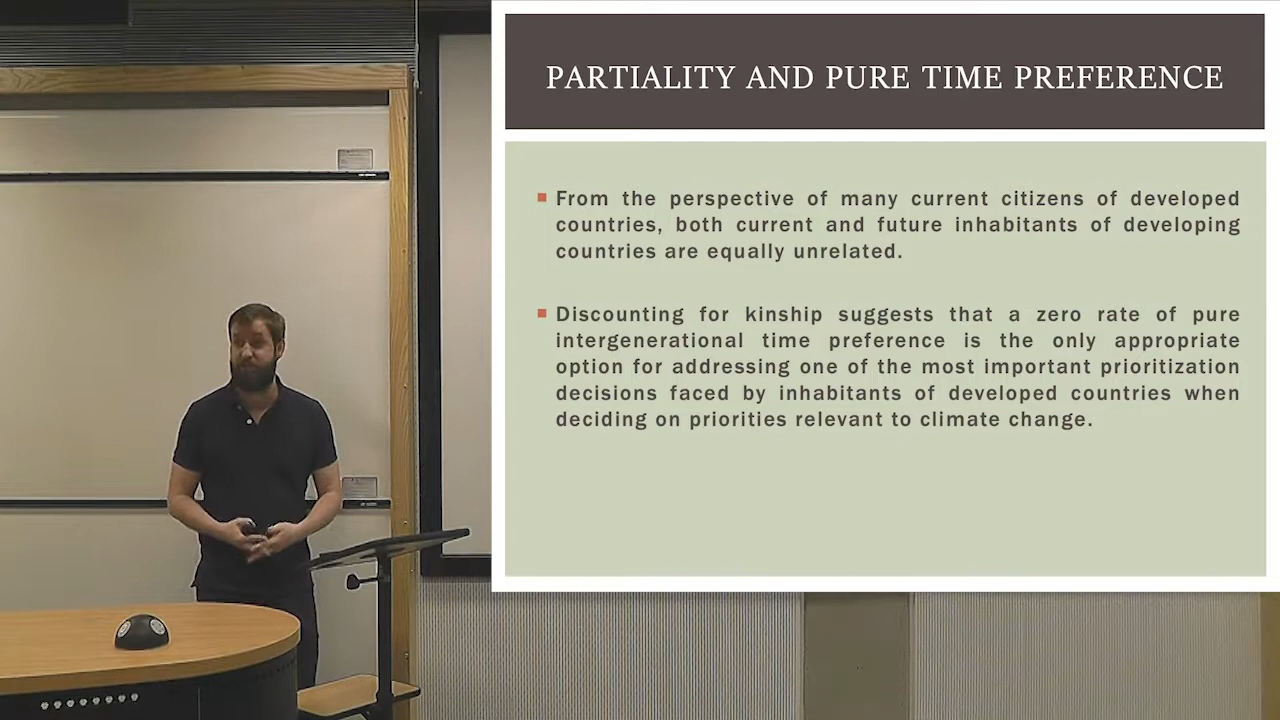 PARTIALITY AND PURE TIME PREFERENCE
From the perspective of many current citizens of developed
countries, both current and future inhabitants of developing
countries are equally unrelated.
Discounting for kinship suggests that a zero rate of pure
intergenerational time preference is the only appropriate
option for addressing one of the most important prioritization
decisions faced by inhabitants of developed countries when
deciding on priorities relevant to climate change.